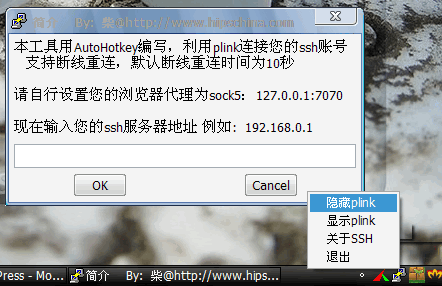 简介 By: 柴@http://www.hipschina.com
本工具用AutoHotkey编写，利用plink连接您的ssh账号
支持断线重连，默认断线重连时间为10秒
请自行设置您的浏览器代理为sock5： 127.0.0.1:7070
现在输入您的ssh服务器地址 例如: 192.168.0.1
OK
Cancel
隐藏plink
显示plink
关于SSH
退出
Press - Mo...
简介 By: 柴@http://www.hips...